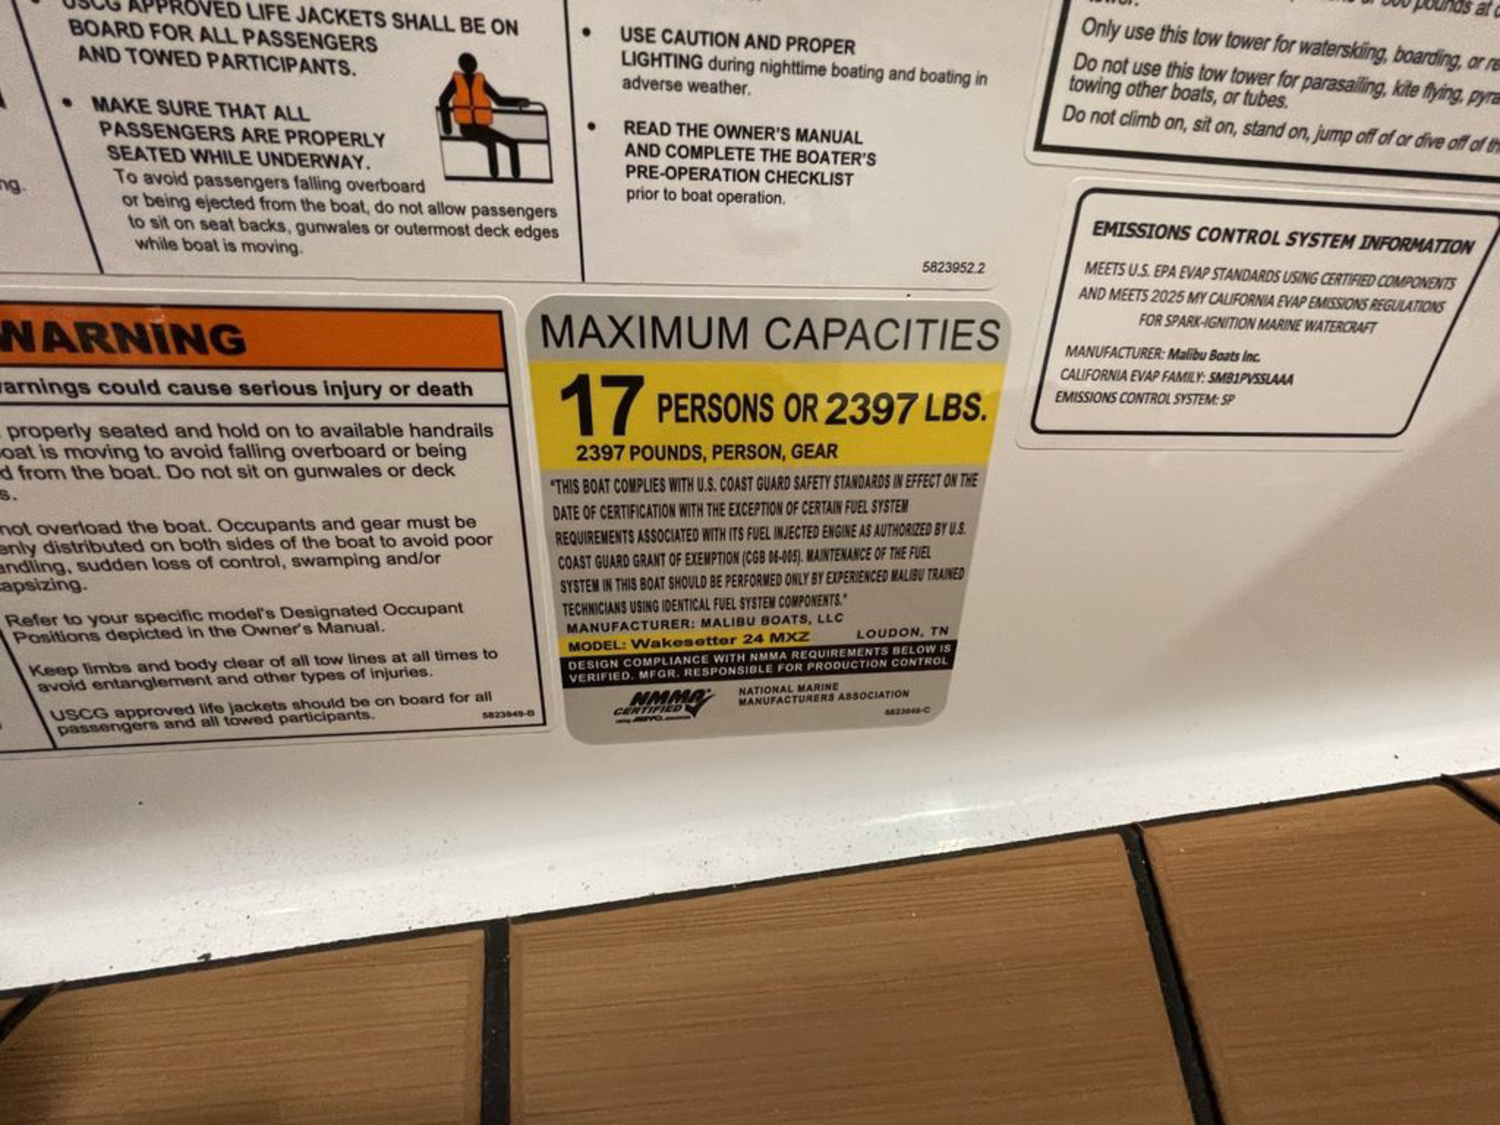 USCG APPROVED LIFE JACKETS SHALL BE ON
BOARD FOR ALL PASSENGERS
AND TOWED PARTICIPANTS.
• MAKE SURE THAT ALL
PASSENGERS ARE PROPERLY
SEATED WHILE UNDERWAY.
To avoid passengers falling overboard
or being ejected from the boat, do not allow passengers
to sit on seat backs, gunwales or outermost deck edges
while boat is moving.
ng.
• USE CAUTION AND PROPER
LIGHTING during nighttime boating and boating in
adverse weather.
• READ THE OWNER'S MANUAL
AND COMPLETE THE BOATER'S
PRE-OPERATION CHECKLIST
prior to boat operation.
5823952.2
pounds at
Only use this tow tower for waterskiing, boarding, or re
Do not use this tow tower for parasailing, kite flying, pyra
towing other boats, or tubes.
Do not climb on, sit on, stand on, jump off of or dive off of th
EMISSIONS CONTROL SYSTEM INFORMATION
MEETS U.S. EPA EVAP STANDARDS USING CERTIFIED COMPONENTS
AND MEETS 2025 MY CALIFORNIA EVAP EMISSIONS REGULATIONS
FOR SPARK-IGNITION MARINE WATERCRAFT
MANUFACTURER: Malibu Boats Inc.
CALIFORNIA EVAP FAMILY: SMB1PVSSLAAA
EMISSIONS CONTROL SYSTEM: SP
WARNING
arnings could cause serious injury or death
properly seated and hold on to available handrails
oat is moving to avoid falling overboard or being
d from the boat. Do not sit on gunwales or deck
s.
not overload the boat. Occupants and gear must be
enly distributed on both sides of the boat to avoid poor
andling, sudden loss of control, swamping and/or
apsizing.
Refer to your specific model's Designated Occupant
Positions depicted in the Owner's Manual.
Keep limbs and body clear of all tow lines at all times to
avoid entanglement and other types of injuries.
USCG approved life jackets should be on board for all
passengers and all towed participants.
5823949-B
MAXIMUM CAPACITIES
17 PERSONS OR 2397 LBS.
2397 POUNDS, PERSON, GEAR
"THIS BOAT COMPLIES WITH U.S. COAST GUARD SAFETY STANDARDS IN EFFECT ON THE
DATE OF CERTIFICATION WITH THE EXCEPTION OF CERTAIN FUEL SYSTEM
REQUIREMENTS ASSOCIATED WITH ITS FUEL INJECTED ENGINE AS AUTHORIZED BY U.S.
COAST GUARD GRANT OF EXEMPTION (CGB 06-005). MAINTENANCE OF THE FUEL
SYSTEM IN THIS BOAT SHOULD BE PERFORMED ONLY BY EXPERIENCED MALIBU TRAINED
TECHNICIANS USING IDENTICAL FUEL SYSTEM COMPONENTS."
MANUFACTURER: MALIBU BOATS, LLC
LOUDON, TN
MODEL: Wakesetter 24 MXZ
DESIGN COMPLIANCE WITH NMMA REQUIREMENTS BELOW IS
VERIFIED. MFGR. RESPONSIBLE FOR PRODUCTION CONTROL
NMMA
CERTIFIED
NATIONAL MARINE
MANUFACTURERS ASSOCIATION